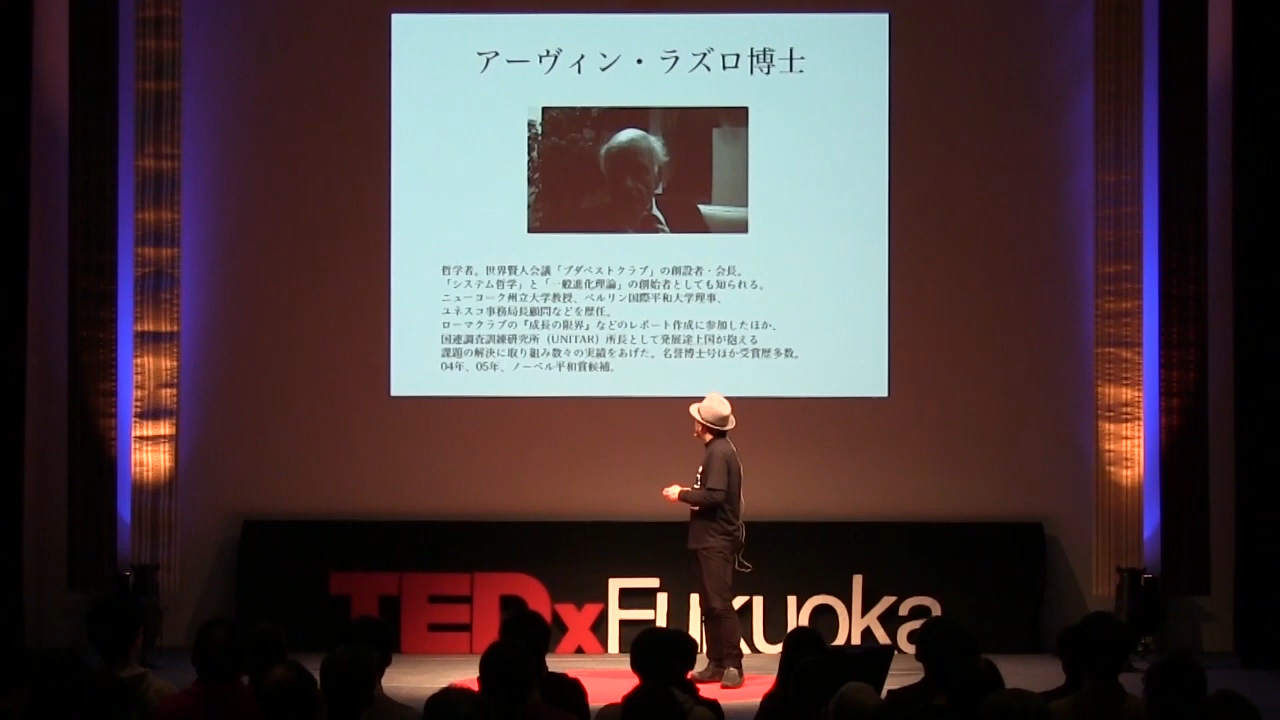 アーヴィン・ラズロ博士
哲学者。世界賢人会議「ブダペストクラブ」の創設者・会長。
「システム哲学」と「一般進化理論」の創始者としても知られる。
ニューヨーク州立大学教授、ベルリン国際平和大学理事、
ユネスコ事務局長顧問などを歴任。
ローマクラブの『成長の限界』などのレポート作成に参加したほか、
国連調査訓練研究所（UNITAR）所長として発展途上国が抱える
課題の解決に取り組み数々の実績をあげた。名誉博士号ほか受賞歴多数。
04年、05年、ノーベル平和賞候補。
TEDxFukuoka